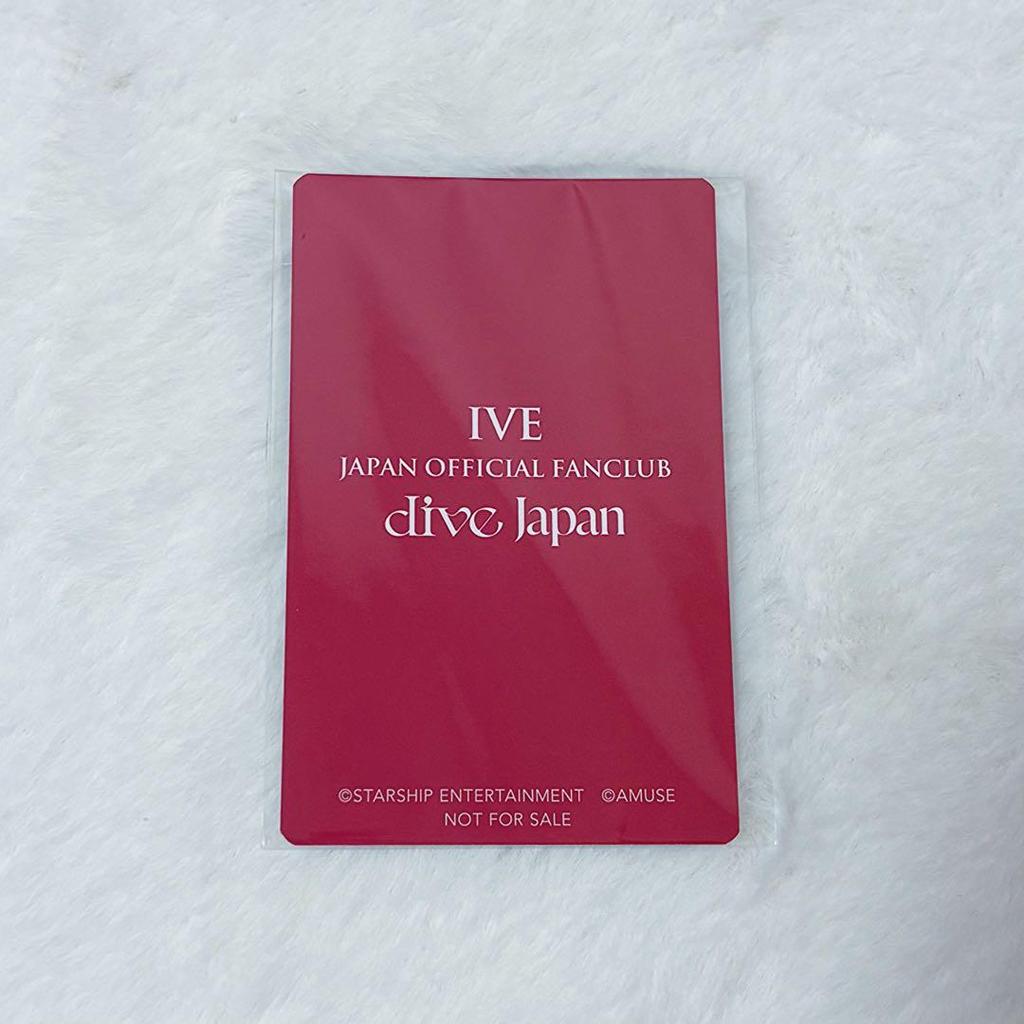 IVE
JAPAN OFFICIAL FANCLUB
dive Japan
©STARSHIP ENTERTAINMENT ©AMUSE
NOT FOR SALE